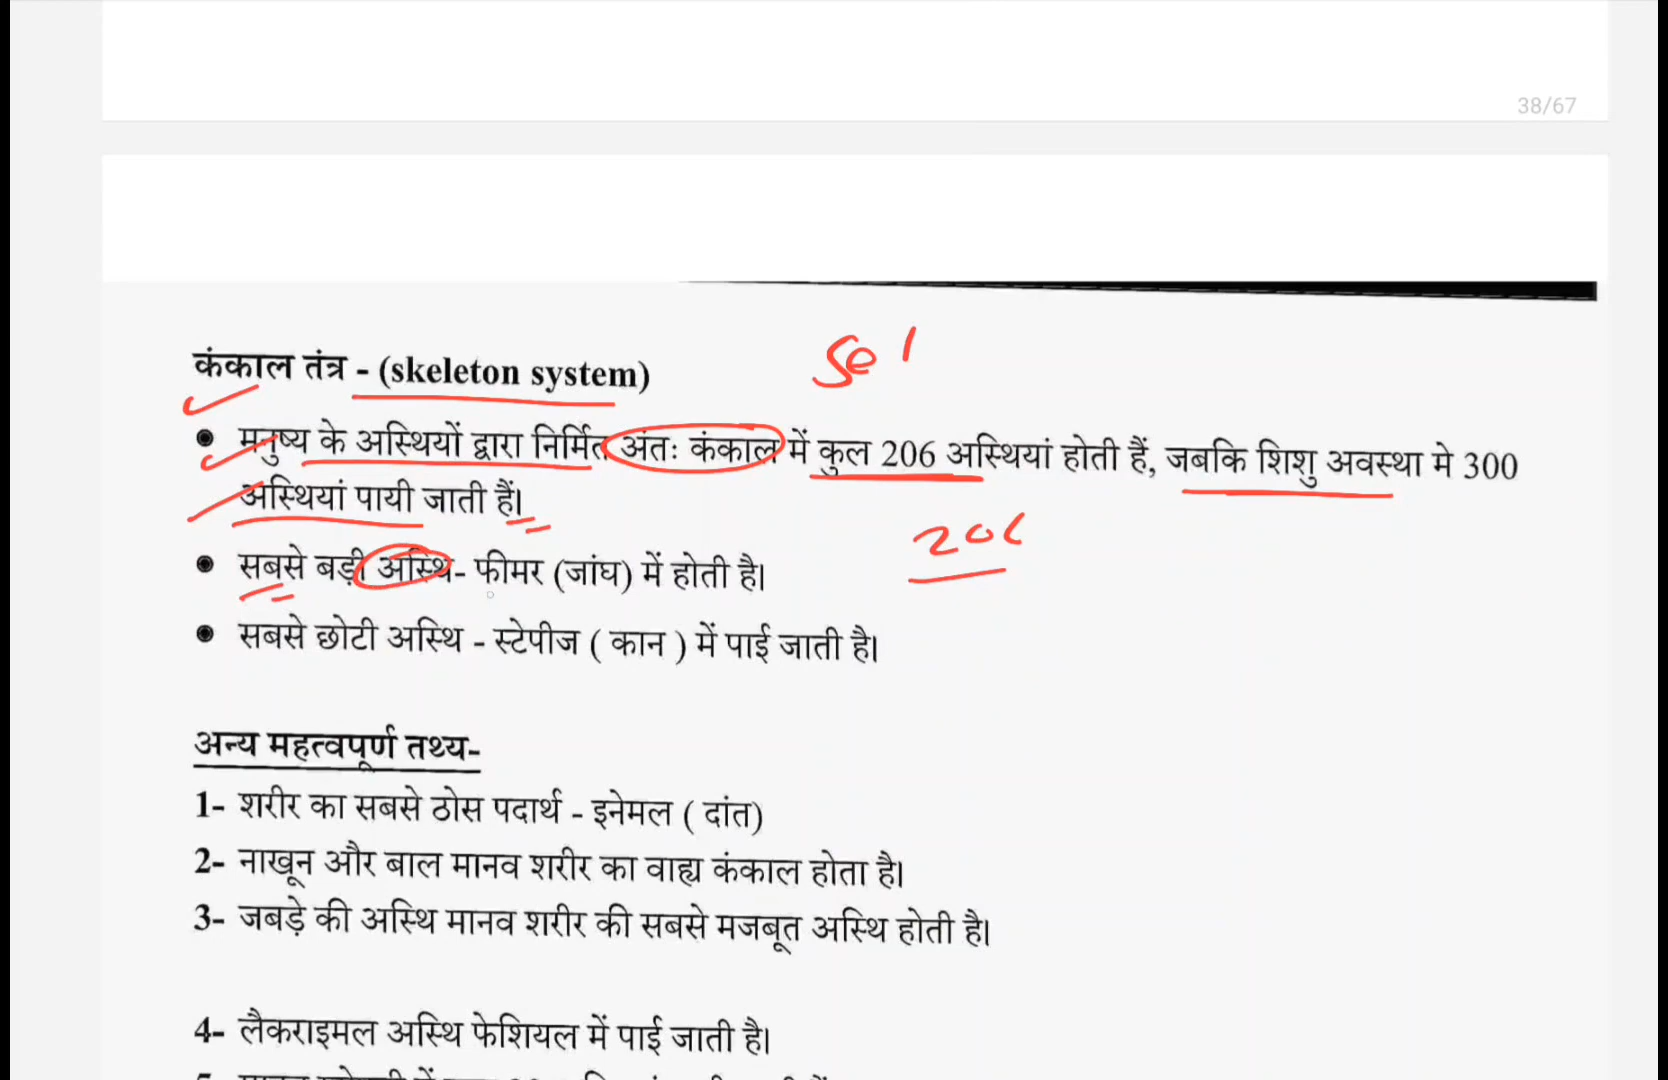 38/67
कंकाल तंत्र - (skeleton system)
Se
● मनुष्य के अस्थियों द्वारा निर्मित अंतः कंकाल में कुल 206 अस्थियां होती हैं, जबकि शिशु अवस्था मे 300
अस्थियां पायी जाती हैं।
● सबसे बड़ी अस्थि- फीमर (जांघ) में होती है।
● सबसे छोटी अस्थि - स्टेपीज ( कान ) में पाई जाती है।
अन्य महत्वपूर्ण तथ्य-
1- शरीर का सबसे ठोस पदार्थ - इनेमल ( दांत)
2- नाखून और बाल मानव शरीर का वाह्य कंकाल होता है।
3- जबड़े की अस्थि मानव शरीर की सबसे मजबूत अस्थि होती है।
4- लैकराइमल अस्थि फेशियल में पाई जाती है।